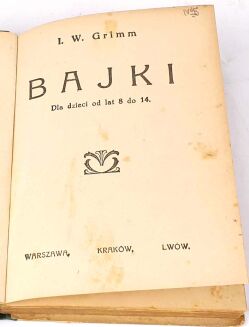 I. W. Grimm
BAJKI
Dla dzieci od lat 8 do 14.
WARSZAWA, KRAKÓW, LWÓW.